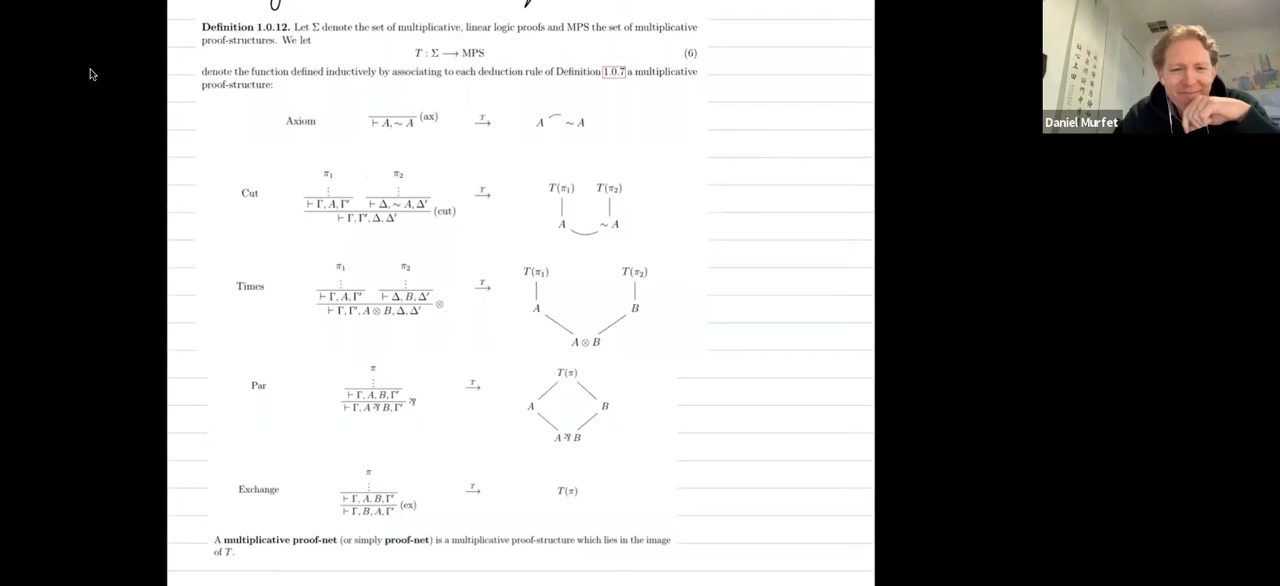 Definition 1.0.12. Let Σ denote the set of multiplicative, linear logic proofs and MPS the set of multiplicative
proof-structures. We let
T : Σ ⟶ MPS (6)
denote the function defined inductively by associating to each deduction rule of Definition 1.0.7 a multiplicative
proof-structure:
Axiom ⊢ A, ∼ A (ax) T→ A ∼ A
π₁ π₂
⋮ ⋮
Cut ⊢ Γ, A, Γ′ ⊢ Δ, ∼ A, Δ′ (cut) T→ T(π₁) T(π₂)
⊢ Γ, Γ′, Δ, Δ′ A ∼ A
π₁ π₂
⋮ ⋮
Times ⊢ Γ, A, Γ′ ⊢ Δ, B, Δ′ ⊗ T→ T(π₁) T(π₂)
⊢ Γ, Γ′, A ⊗ B, Δ, Δ′ A B
A ⊗ B
π
⋮
Par ⊢ Γ, A, B, Γ′ ⅋ T→ T(π)
⊢ Γ, A ⅋ B, Γ′ A B
A ⅋ B
π
⋮
Exchange ⊢ Γ, A, B, Γ′ (ex) T→ T(π)
⊢ Γ, B, A, Γ′
A multiplicative proof-net (or simply proof-net) is a multiplicative proof-structure which lies in the image
of T.
Daniel Murfet